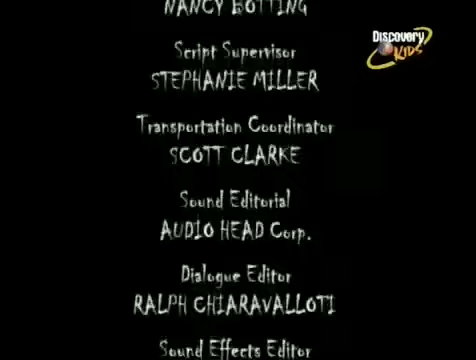 NANCY BOTTING
Discovery
KIDS
Script Supervisor
STEPHANIE MILLER
Transportation Coordinator
SCOTT CLARKE
Sound Editorial
AUDIO HEAD Corp.
Dialogue Editor
RALPH CHIARAVALLOTI
Sound Effects Editor